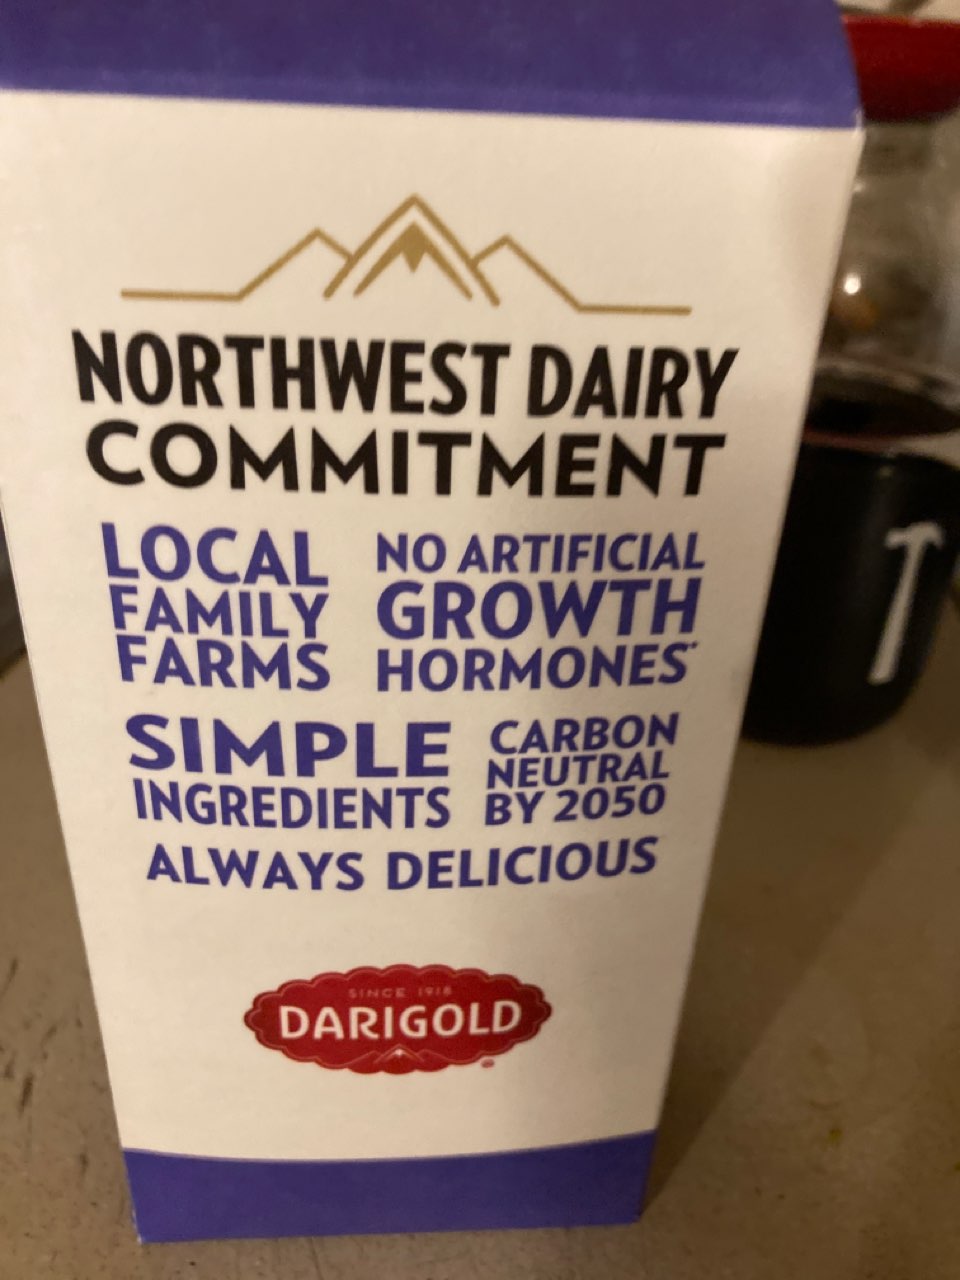 NORTHWEST DAIRY
COMMITMENT
LOCAL
FAMILY
FARMS
NO ARTIFICIAL
GROWTH
HORMONES*
SIMPLE
INGREDIENTS
CARBON
NEUTRAL
BY 2050
ALWAYS DELICIOUS
SINCE 1918
DARIGOLD